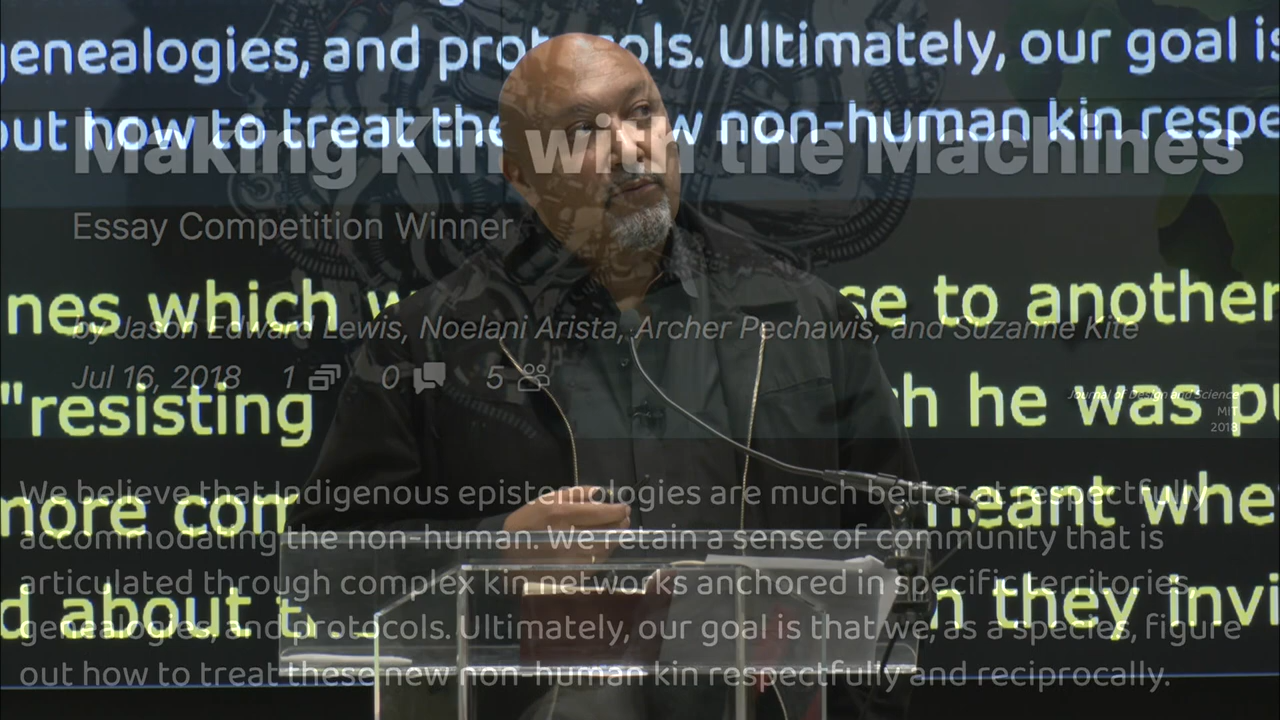 genealogies, and protocols. Ultimately, our goal is
out how to treat these new non-human kin respe
Making Kin with the Machines
Essay Competition Winner
nes which w se to another
by Jason Edward Lewis, Noelani Arista, Archer Pechawis, and Suzanne Kite
Jul 16, 2018 1 0 5
"resisting h he was pu
Journal of Design and Science
MIT
2018
We believe that Indigenous epistemologies are much better at respectfully
more com meant whe
accommodating the non-human. We retain a sense of community that is
articulated through complex kin networks anchored in specific territories,
d about t n they invi
genealogies, and protocols. Ultimately, our goal is that we, as a species, figure
out how to treat these new non-human kin respectfully and reciprocally.